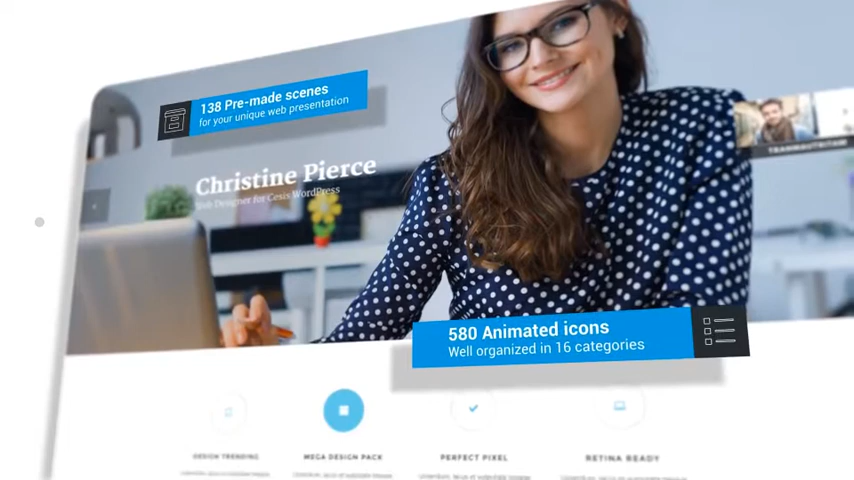 138 Pre-made scenes
for your unique web presentation
Christine Pierce
Web Designer for Cesis WordPress
580 Animated icons
Well organized in 16 categories
DESIGN TRENDING
MEGA DESIGN PACK
PERFECT PIXEL
RETINA READY